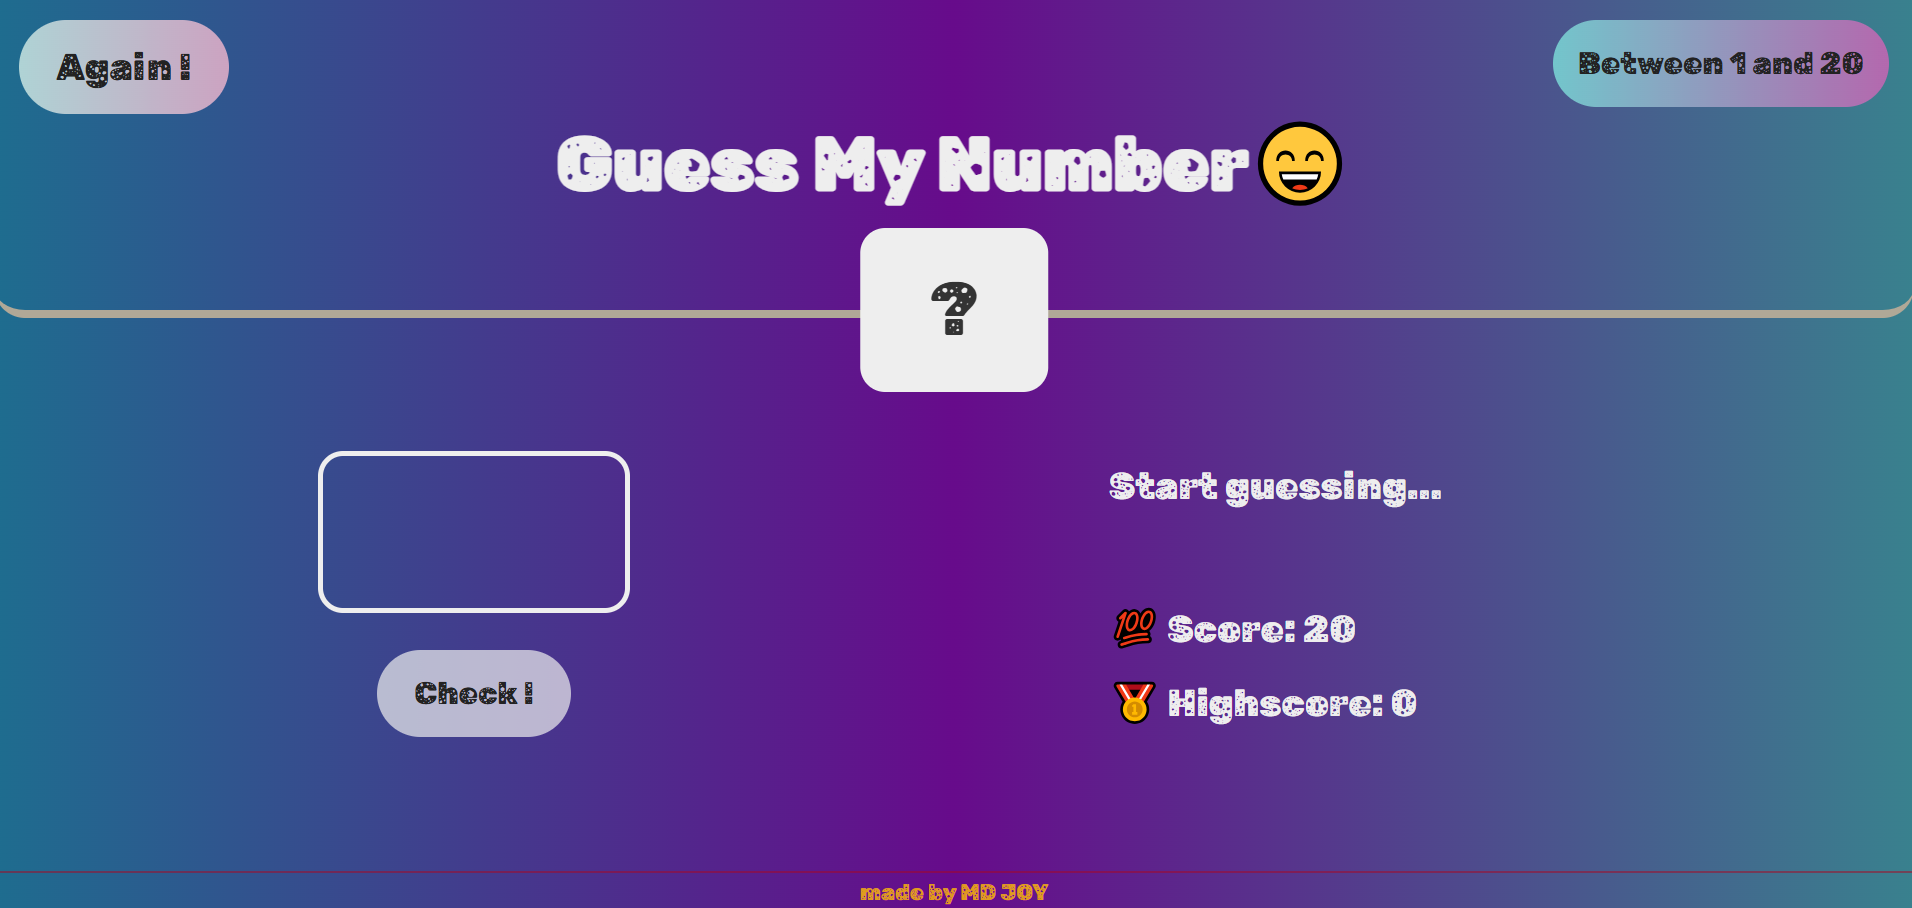 Again !
Between 1 and 20
Guess My Number
?
Start guessing...
💯 Score: 20
🥇 Highscore: 0
Check !
made by MD JOY